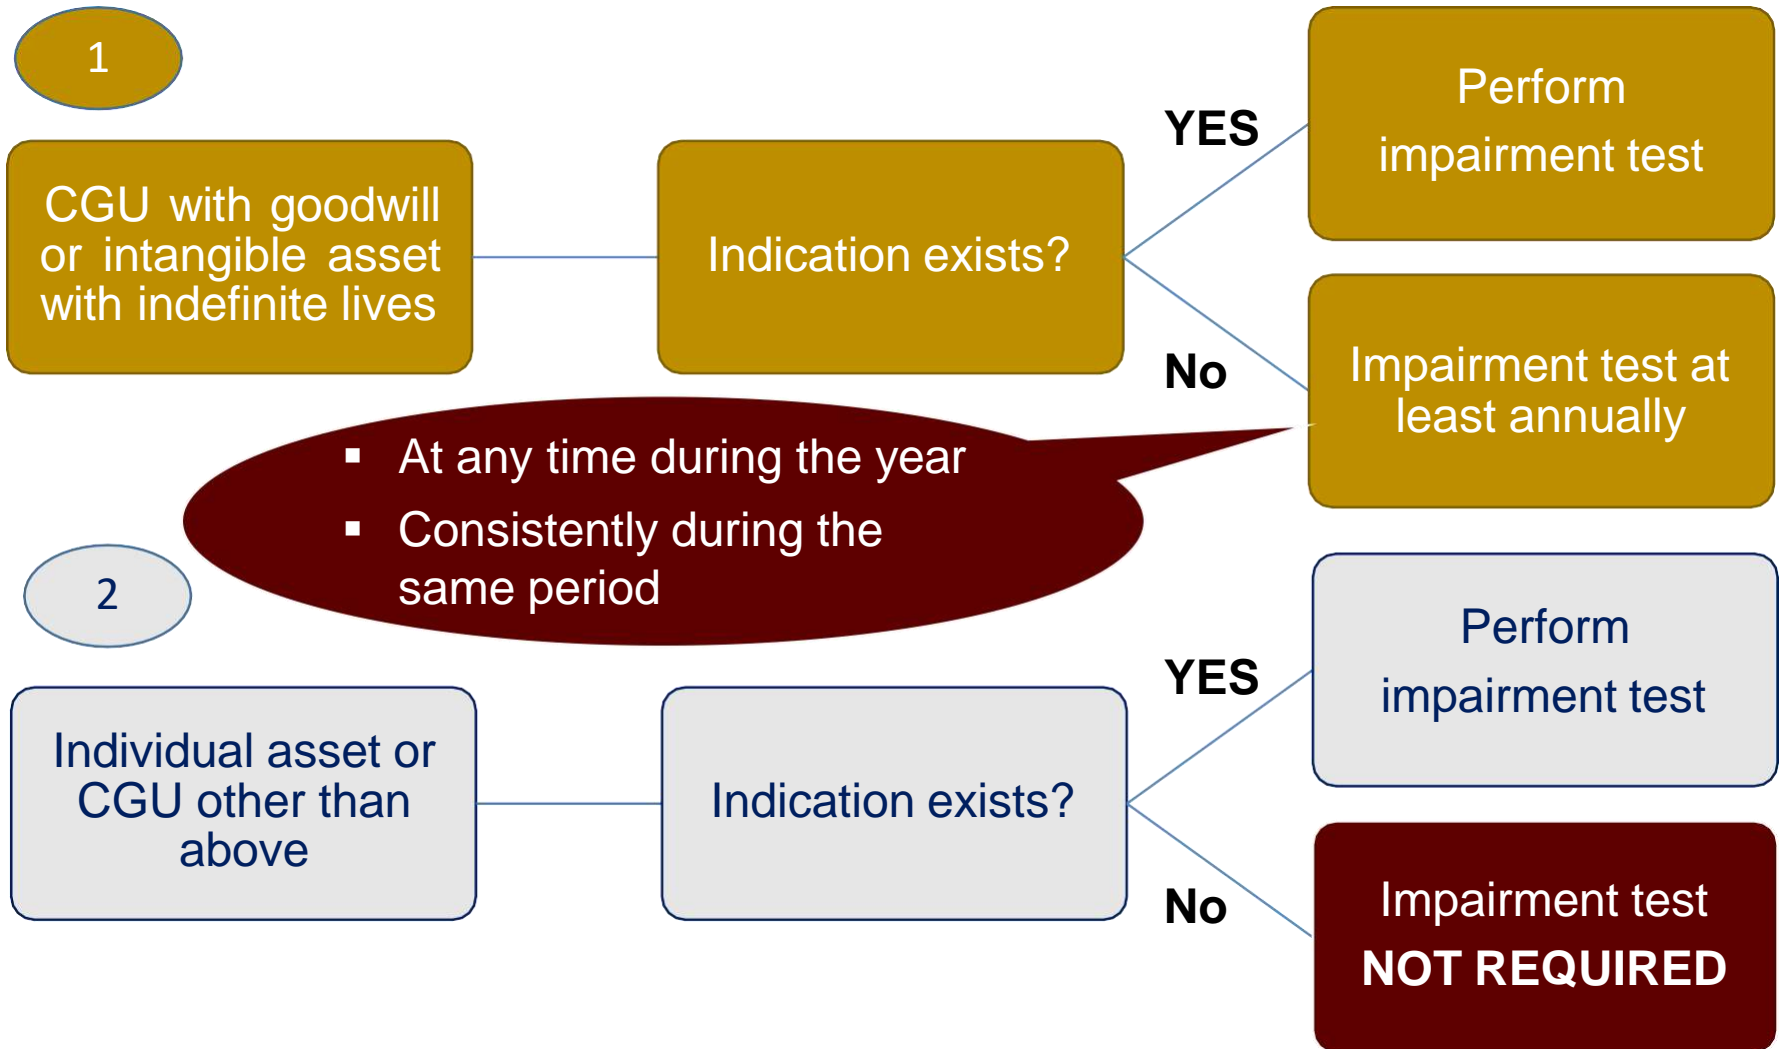 1
CGU with goodwill
or intangible asset
with indefinite lives
Indication exists?
YES
Perform
impairment test
No
Impairment test at
least annually
▪ At any time during the year
▪ Consistently during the
same period
2
Individual asset or
CGU other than
above
Indication exists?
YES
Perform
impairment test
No
Impairment test
NOT REQUIRED